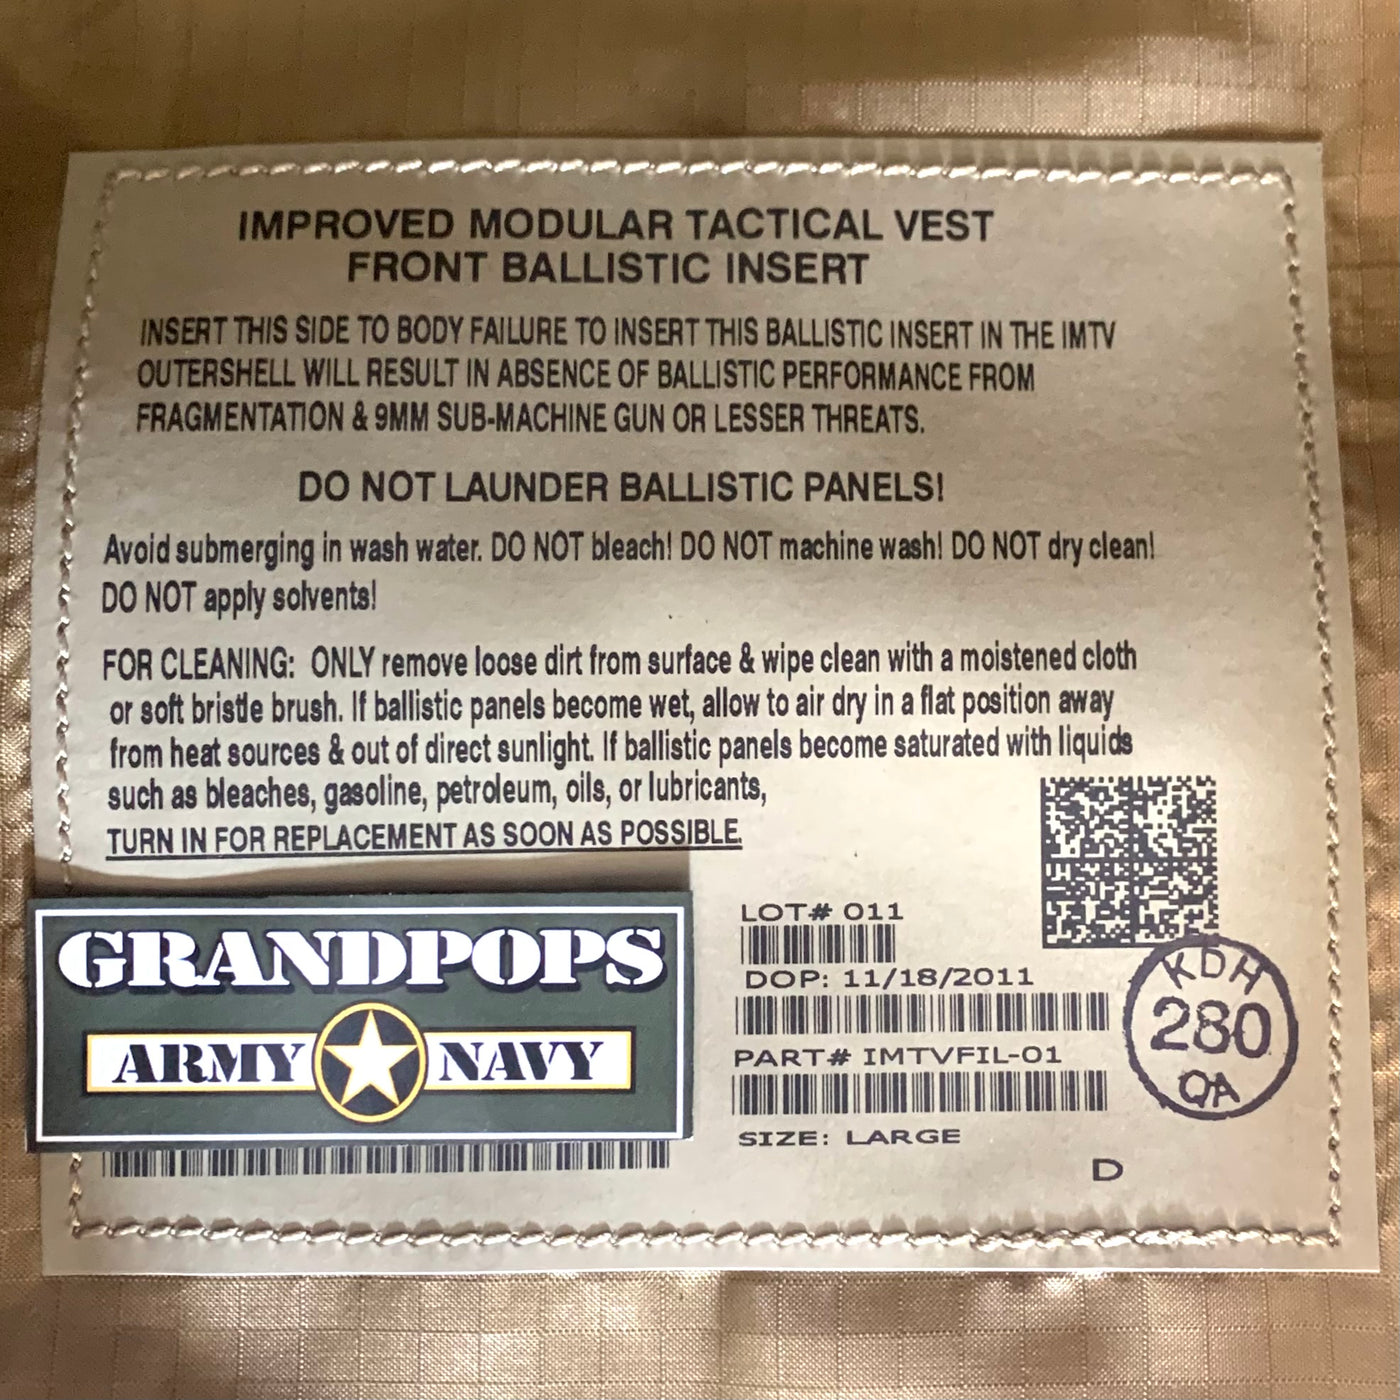 IMPROVED MODULAR TACTICAL VEST
FRONT BALLISTIC INSERT
INSERT THIS SIDE TO BODY FAILURE TO INSERT THIS BALLISTIC INSERT IN THE IMTV
OUTERSHELL WILL RESULT IN ABSENCE OF BALLISTIC PERFORMANCE FROM
FRAGMENTATION & 9MM SUB-MACHINE GUN OR LESSER THREATS.
DO NOT LAUNDER BALLISTIC PANELS!
Avoid submerging in wash water. DO NOT bleach! DO NOT machine wash! DO NOT dry clean!
DO NOT apply solvents!
FOR CLEANING: ONLY remove loose dirt from surface & wipe clean with a moistened cloth
or soft bristle brush. If ballistic panels become wet, allow to air dry in a flat position away
from heat sources & out of direct sunlight. If ballistic panels become saturated with liquids
such as bleaches, gasoline, petroleum, oils, or lubricants,
TURN IN FOR REPLACEMENT AS SOON AS POSSIBLE.
GRANDPOPS
ARMY NAVY
LOT# 011
DOP: 11/18/2011
PART# IMTVFIL-01
SIZE: LARGE
D
KDH
280
QA